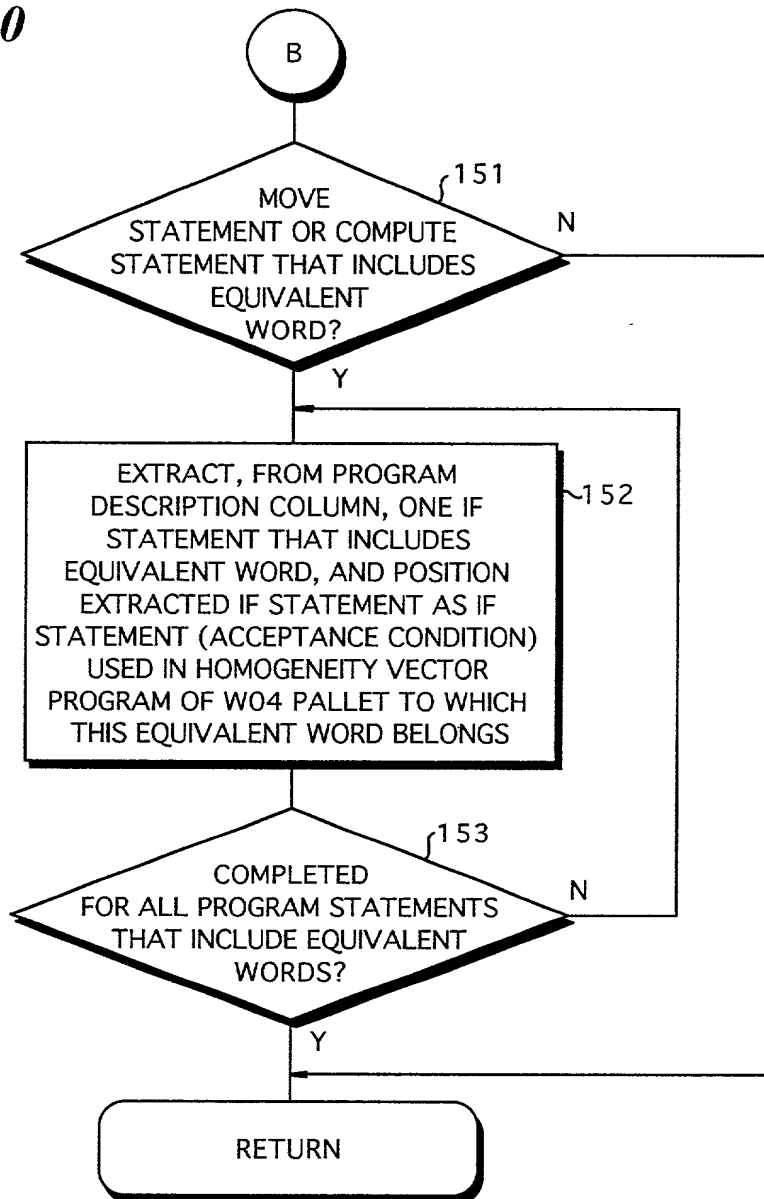 0
B
151
MOVE
STATEMENT OR COMPUTE
STATEMENT THAT INCLUDES
EQUIVALENT
WORD?
N
Y
EXTRACT, FROM PROGRAM
DESCRIPTION COLUMN, ONE IF
STATEMENT THAT INCLUDES
EQUIVALENT WORD, AND POSITION
EXTRACTED IF STATEMENT AS IF
STATEMENT (ACCEPTANCE CONDITION)
USED IN HOMOGENEITY VECTOR
PROGRAM OF W04 PALLET TO WHICH
THIS EQUIVALENT WORD BELONGS
152
153
COMPLETED
FOR ALL PROGRAM STATEMENTS
THAT INCLUDE EQUIVALENT
WORDS?
N
Y
RETURN